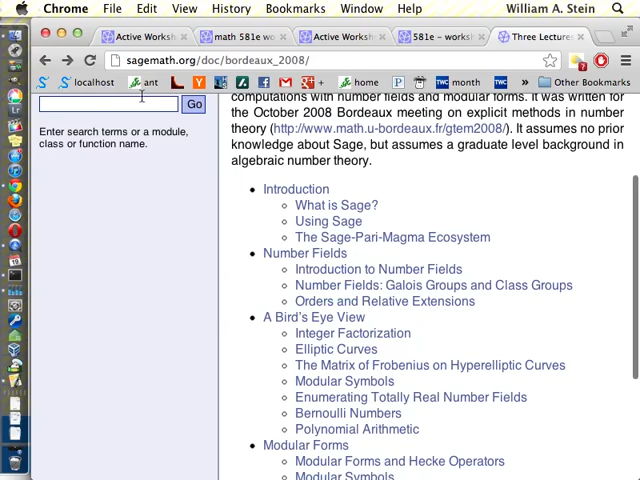 Chrome File Edit View History Bookmarks Window Help William A. Stein
Active Worksh
math 581e wo
Active Worksh
581e – works
Three Lectures
sagemath.org/doc/bordeaux_2008/
localhost ant + home month TWC » Other Bookmarks
Go
Enter search terms or a module,
class or function name.
computations with number fields and modular forms. It was written for
the October 2008 Bordeaux meeting on explicit methods in number
theory (http://www.math.u-bordeaux.fr/gtem2008/). It assumes no prior
knowledge about Sage, but assumes a graduate level background in
algebraic number theory.
Introduction
What is Sage?
Using Sage
The Sage-Pari-Magma Ecosystem
Number Fields
Introduction to Number Fields
Number Fields: Galois Groups and Class Groups
Orders and Relative Extensions
A Bird's Eye View
Integer Factorization
Elliptic Curves
The Matrix of Frobenius on Hyperelliptic Curves
Modular Symbols
Enumerating Totally Real Number Fields
Bernoulli Numbers
Polynomial Arithmetic
Modular Forms
Modular Forms and Hecke Operators
Modular Symbols